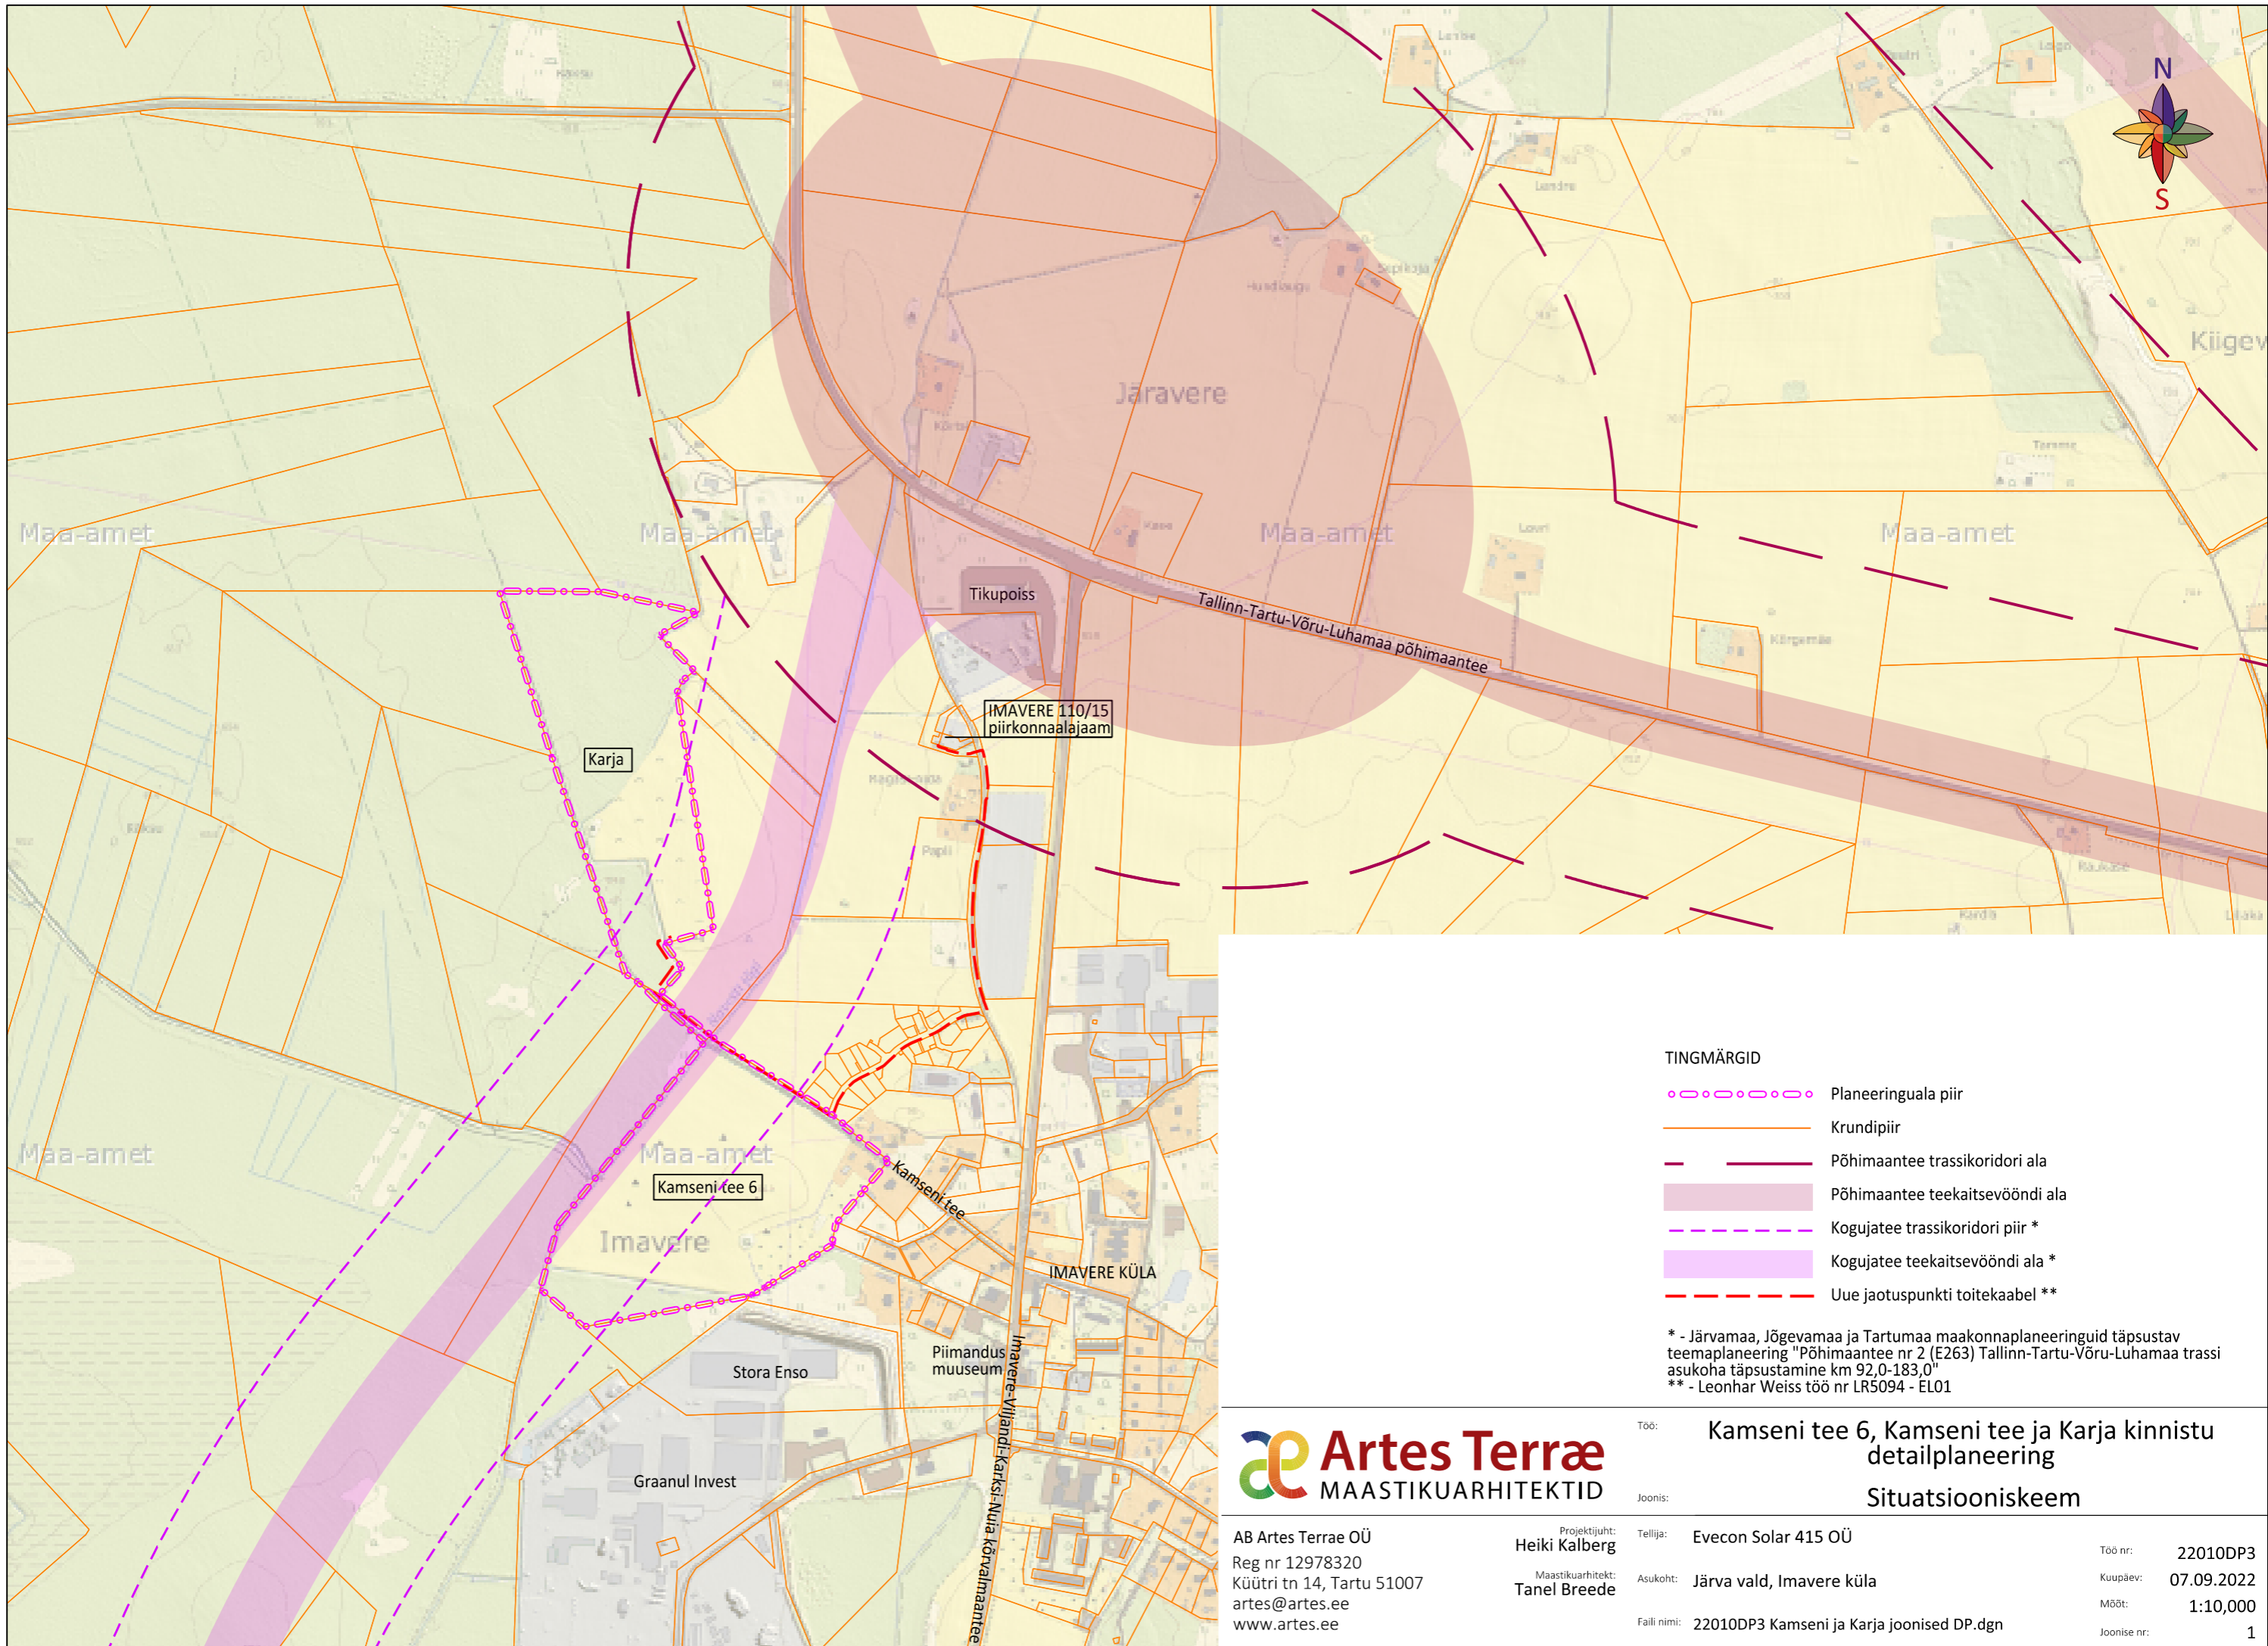 N
S
Kiigev
Järavere
Maa-amet
Maa-amet
Maa-amet
Maa-amet
Lovri
Kase
Tikupoiss
Tallinn-Tartu-Võru-Luhamaa põhimaantee
IMAVERE 110/15
piirkonnaalajaam
Karja
Papli
Maa-amet
Maa-amet
Kamseni tee 6
Kamseni tee
Imavere
IMAVERE KÜLA
Piimandus
muuseum
Stora Enso
Graanul Invest
Imavere-Viljandi-Karksi-Nuia kõrvalmaantee
TINGMÄRGID
Planeeringuala piir
Krundipiir
Põhimaantee trassikoridori ala
Põhimaantee teekaitsevööndi ala
Kogujatee trassikoridori piir *
Kogujatee teekaitsevööndi ala *
Uue jaotuspunkti toitekaabel **
* - Järvamaa, Jõgevamaa ja Tartumaa maakonnaplaneeringuid täpsustav
teemaplaneering "Põhimaantee nr 2 (E263) Tallinn-Tartu-Võru-Luhamaa trassi
asukoha täpsustamine km 92,0-183,0"
** - Leonhar Weiss töö nr LR5094 - EL01
Artes Terræ
MAASTIKUARHITEKTID
Töö:
Kamseni tee 6, Kamseni tee ja Karja kinnistu
detailplaneering
Joonis:
Situatsiooniskeem
AB Artes Terrae OÜ
Reg nr 12978320
Küütri tn 14, Tartu 51007
artes@artes.ee
www.artes.ee
Projektijuht:
Heiki Kalberg
Maastikuarhitekt:
Tanel Breede
Tellija: Evecon Solar 415 OÜ
Asukoht: Järva vald, Imavere küla
Faili nimi: 22010DP3 Kamseni ja Karja joonised DP.dgn
Töö nr: 22010DP3
Kuupäev: 07.09.2022
Mõõt: 1:10,000
Joonise nr: 1